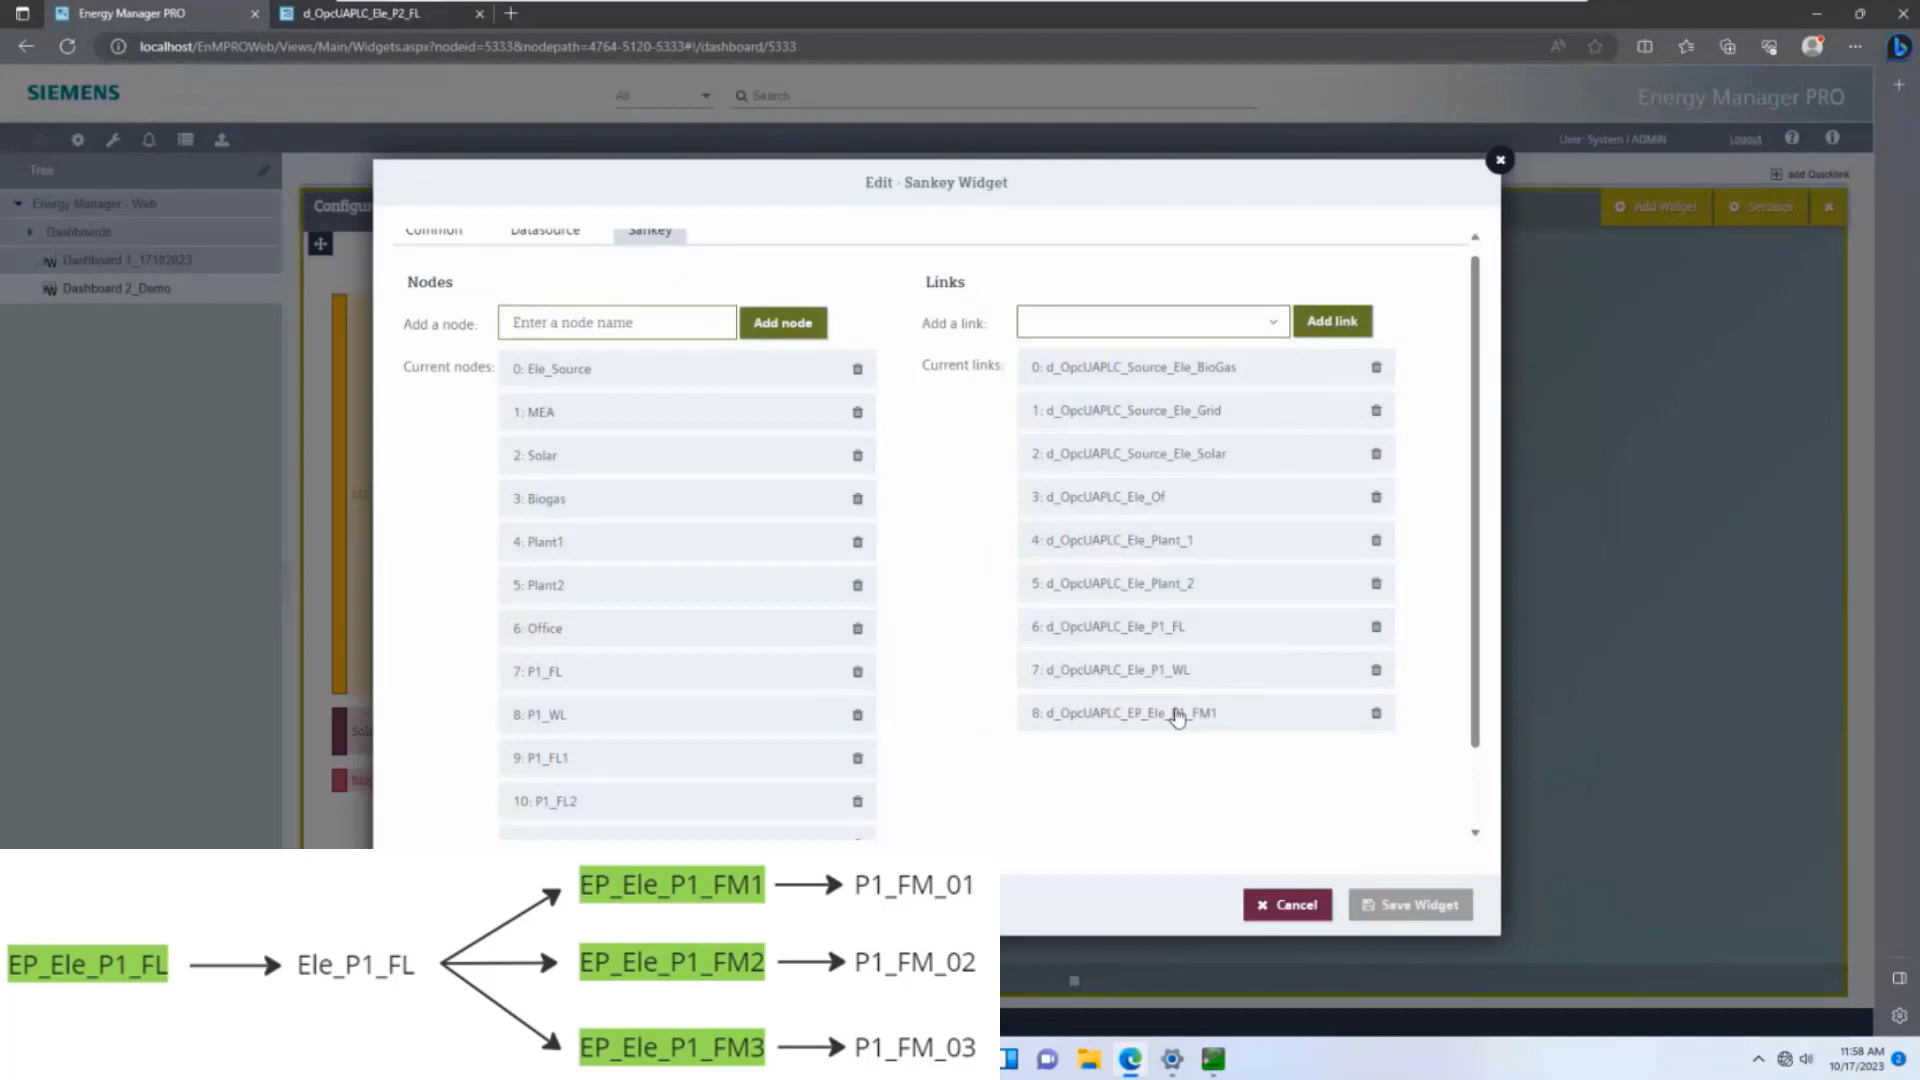 Energy Manager PRO
d_OpcUAPLC_Ele_P2_FL
localhost/EnMPROWeb/Views/Main/Widgets.aspx?nodeid=5333&nodepath=4764-5120-5333#!/dashboard/5333
SIEMENS
All
Search
Energy Manager PRO
User: System / ADMIN
Logout
Tree
add Quicklink
Energy Manager - Web
Dashboards
Dashboard 1_17102023
Dashboard 2_Demo
Configur
Add Widget
Settings
Edit - Sankey Widget
Common
Datasource
Sankey
Nodes
Add a node:
Enter a node name
Add node
Current nodes:
0: Ele_Source
1: MEA
2: Solar
3: Biogas
4: Plant1
5: Plant2
6: Office
7: P1_FL
8: P1_WL
9: P1_FL1
10: P1_FL2
Links
Add a link:
Add link
Current links:
0: d_OpcUAPLC_Source_Ele_BioGas
1: d_OpcUAPLC_Source_Ele_Grid
2: d_OpcUAPLC_Source_Ele_Solar
3: d_OpcUAPLC_Ele_Of
4: d_OpcUAPLC_Ele_Plant_1
5: d_OpcUAPLC_Ele_Plant_2
6: d_OpcUAPLC_Ele_P1_FL
7: d_OpcUAPLC_Ele_P1_WL
8: d_OpcUAPLC_EP_Ele_P1_FM1
Cancel
Save Widget
EP_Ele_P1_FL
Ele_P1_FL
EP_Ele_P1_FM1
P1_FM_01
EP_Ele_P1_FM2
P1_FM_02
EP_Ele_P1_FM3
P1_FM_03
11:58 AM
10/17/2023
2